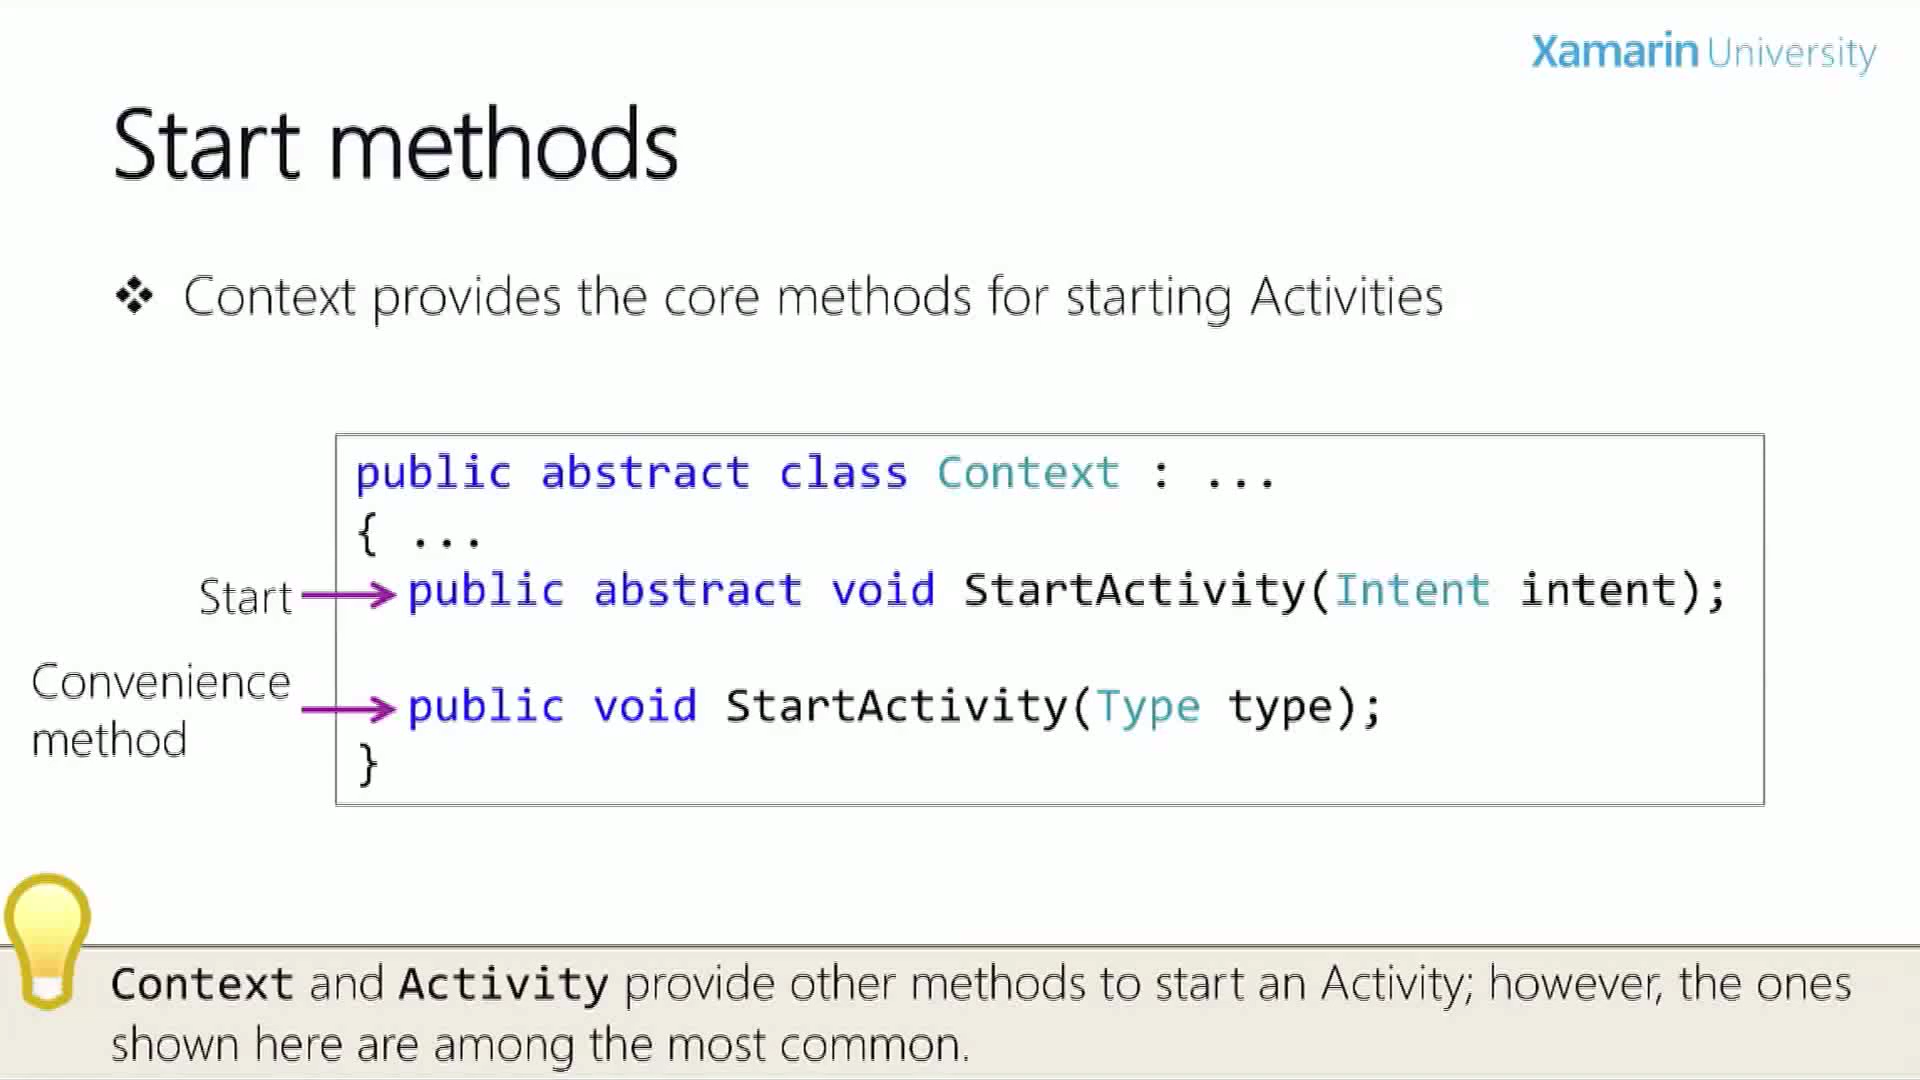 Xamarin University
Start methods
❖ Context provides the core methods for starting Activities
public abstract class Context : ...
{ ...
Start
public abstract void StartActivity(Intent intent);
Convenience
method
public void StartActivity(Type type);
}
Context and Activity provide other methods to start an Activity; however, the ones
shown here are among the most common.